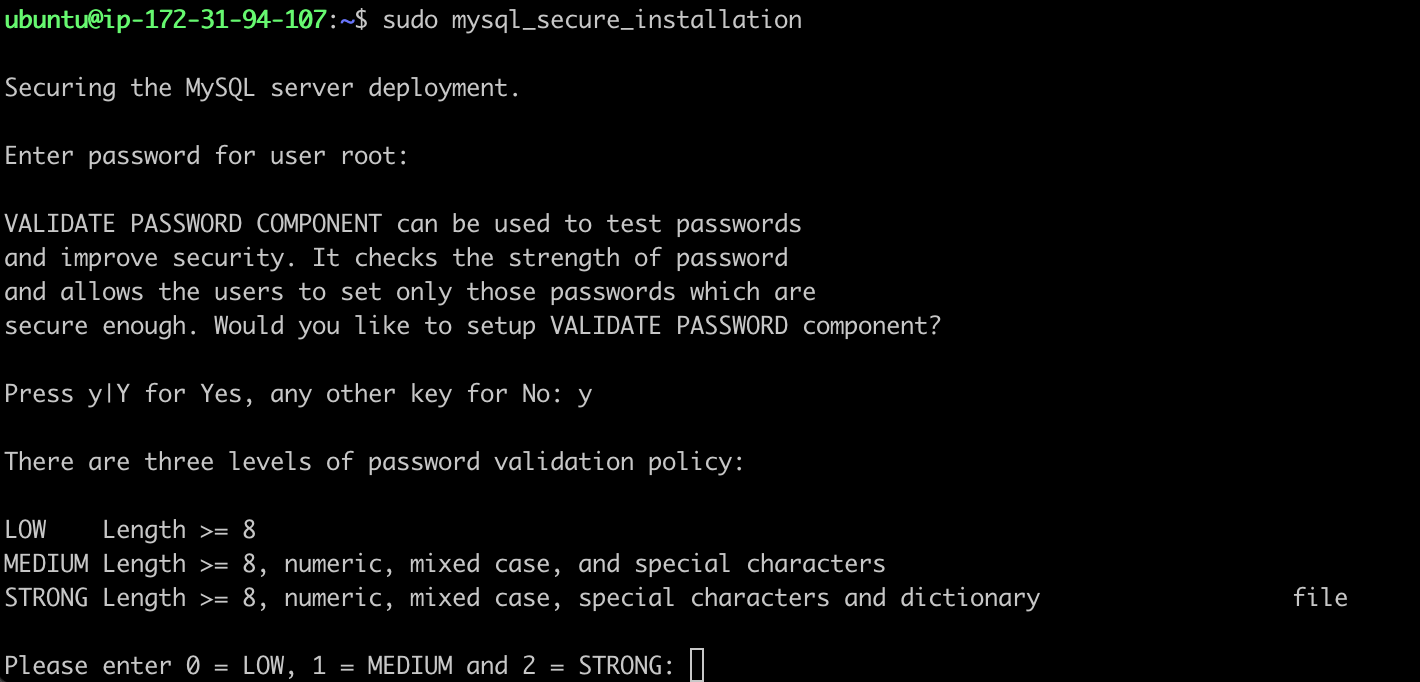 ubuntu@ip-172-31-94-107:~$ sudo mysql_secure_installation
Securing the MySQL server deployment.
Enter password for user root:
VALIDATE PASSWORD COMPONENT can be used to test passwords
and improve security. It checks the strength of password
and allows the users to set only those passwords which are
secure enough. Would you like to setup VALIDATE PASSWORD component?
Press y|Y for Yes, any other key for No: y
There are three levels of password validation policy:
LOW    Length >= 8
MEDIUM Length >= 8, numeric, mixed case, and special characters
STRONG Length >= 8, numeric, mixed case, special characters and dictionary                  file
Please enter 0 = LOW, 1 = MEDIUM and 2 = STRONG: